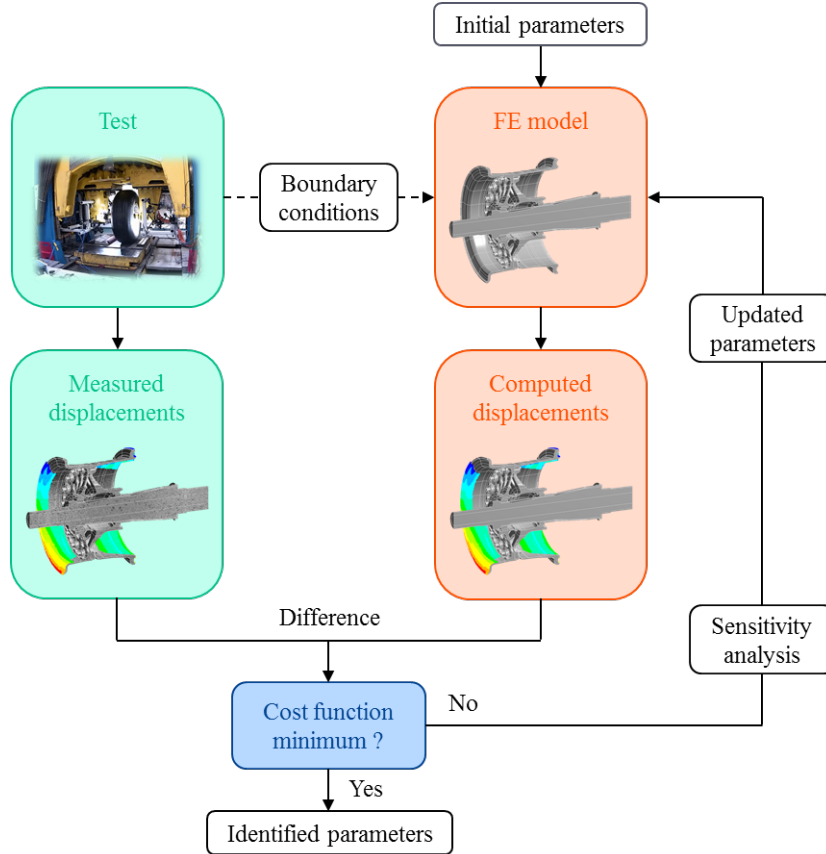 Initial parameters
Test
FE model
Boundary
conditions
Updated
parameters
Measured
displacements
Computed
displacements
Difference
Sensitivity
analysis
Cost function
minimum ?
No
Yes
Identified parameters